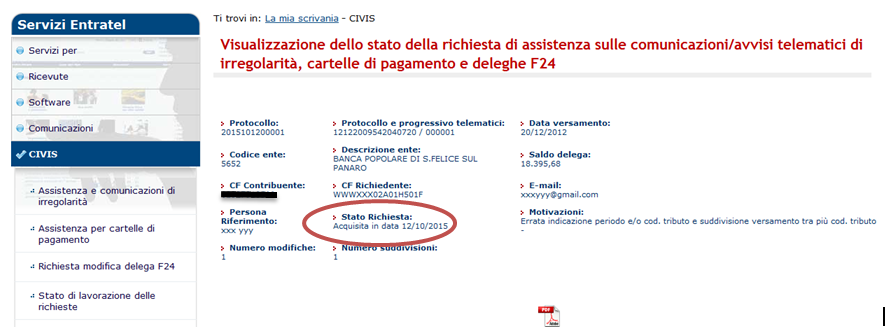 Servizi Entratel
Servizi per
Ricevute
Software
Comunicazioni
CIVIS
Assistenza e comunicazioni di
irregolarità
Assistenza per cartelle di
pagamento
Richiesta modifica delega F24
Stato di lavorazione delle
richieste
Ti trovi in: La mia scrivania - CIVIS
Visualizzazione dello stato della richiesta di assistenza sulle comunicazioni/avvisi telematici di
irregolarità, cartelle di pagamento e deleghe F24
Protocollo:
2015101200001
Protocollo e progressivo telematici:
12122009542040720 / 000001
Data versamento:
20/12/2012
Codice ente:
5652
Descrizione ente:
BANCA POPOLARE DI S.FELICE SUL
PANARO
Saldo delega:
18.395,68
CF Contribuente:
CF Richiedente:
WWWXXX02A01H501F
E-mail:
xxxyyy@gmail.com
Persona
Riferimento:
xxx yyy
Stato Richiesta:
Acquisita in data 12/10/2015
Motivazioni:
Errata indicazione periodo e/o cod. tributo e suddivisione versamento tra più cod. tributo
-
Numero modifiche:
1
Numero suddivisioni:
1